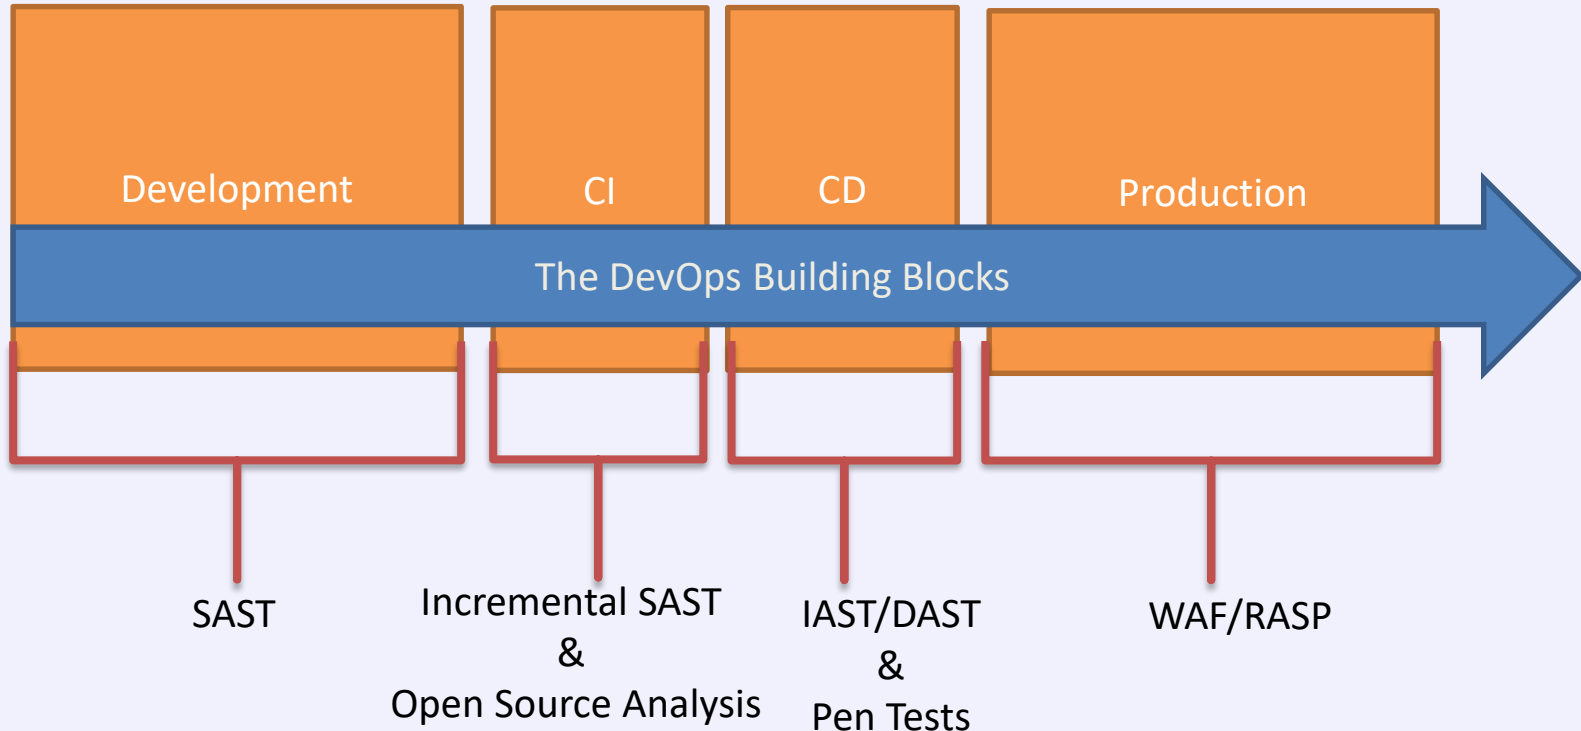 Development
CI
CD
Production
The DevOps Building Blocks
SAST
Incremental SAST
&
Open Source Analysis
IAST/DAST
&
Pen Tests
WAF/RASP